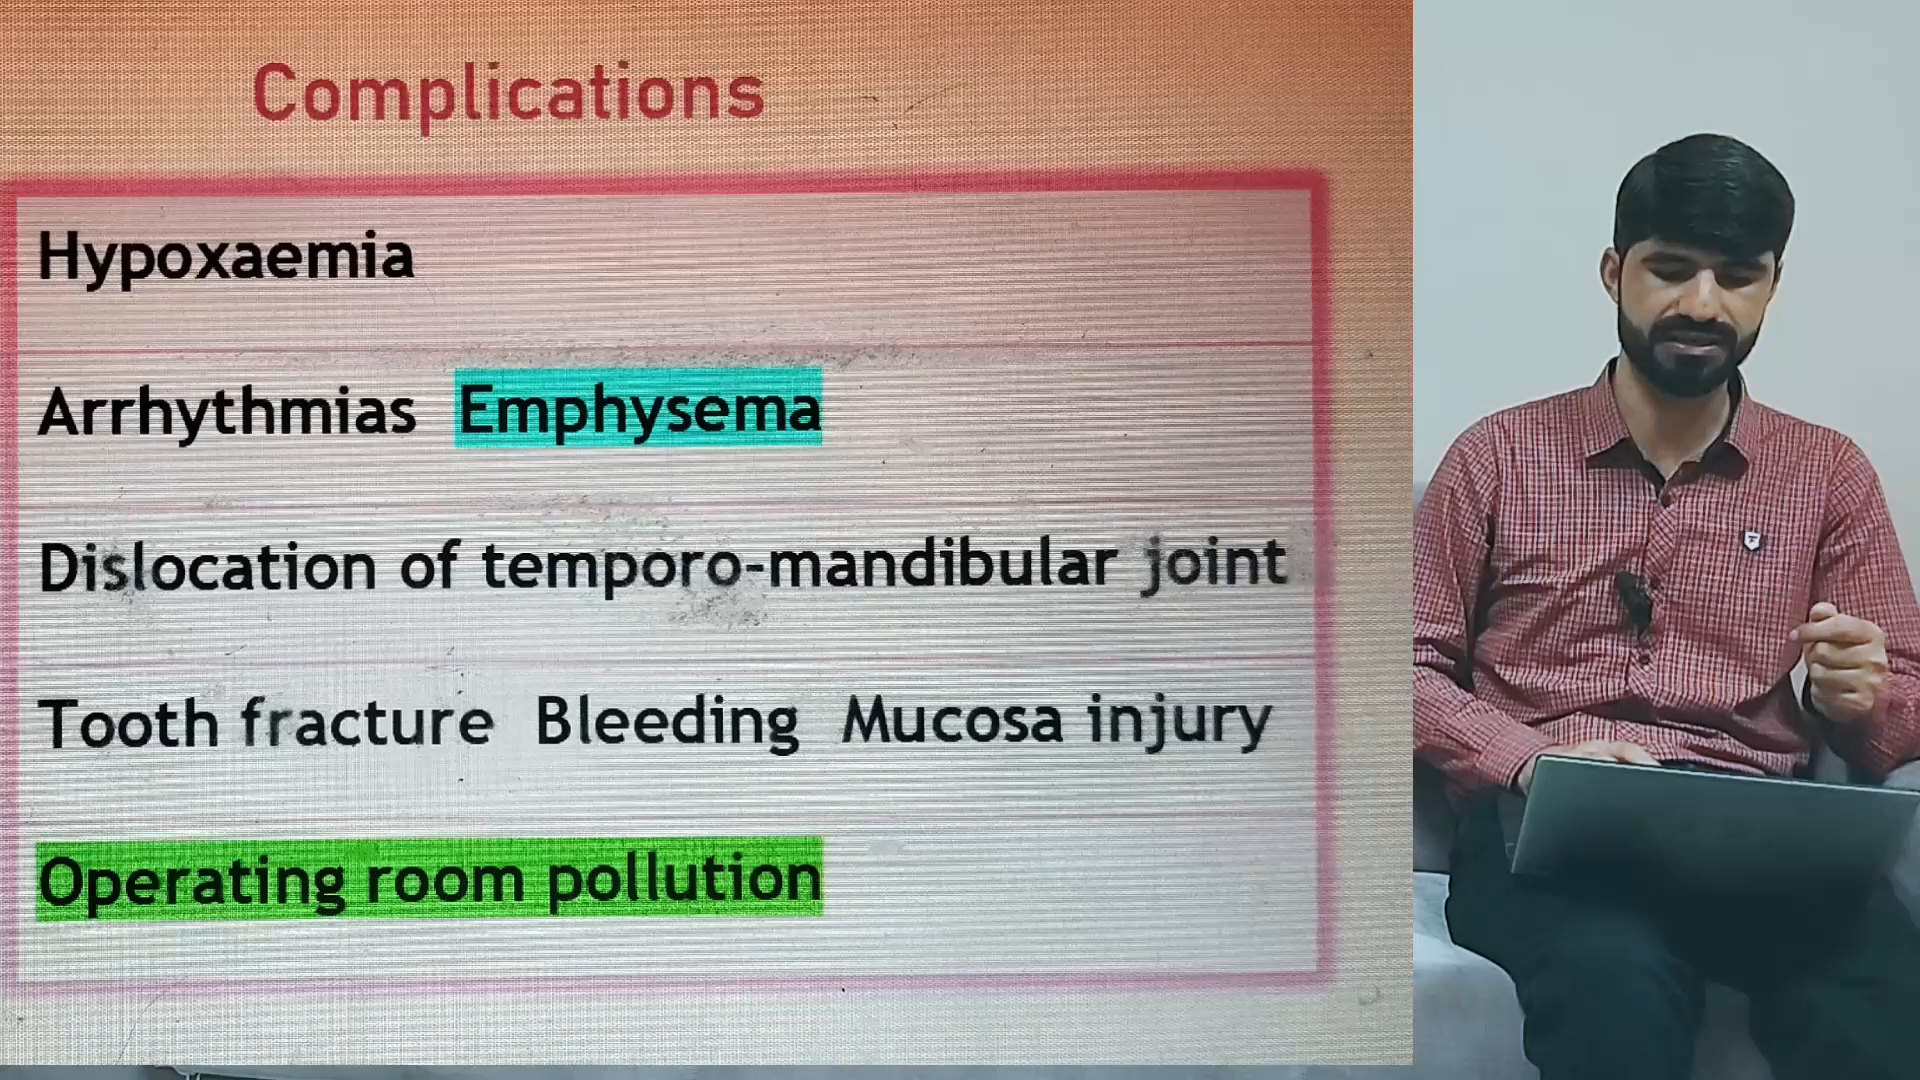 Complications
Hypoxaemia
Arrhythmias Emphysema
Dislocation of temporo-mandibular joint
Tooth fracture Bleeding Mucosa injury
Operating room pollution